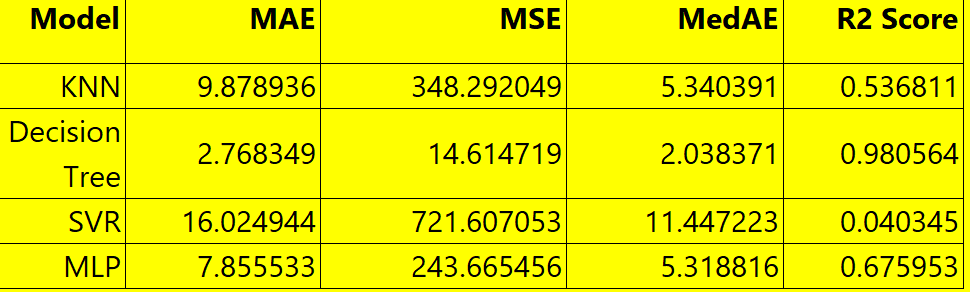 Model MAE MSE MedAE R2 Score
KNN 9.878936 348.292049 5.340391 0.536811
Decision
Tree 2.768349 14.614719 2.038371 0.980564
SVR 16.024944 721.607053 11.447223 0.040345
MLP 7.855533 243.665456 5.318816 0.675953